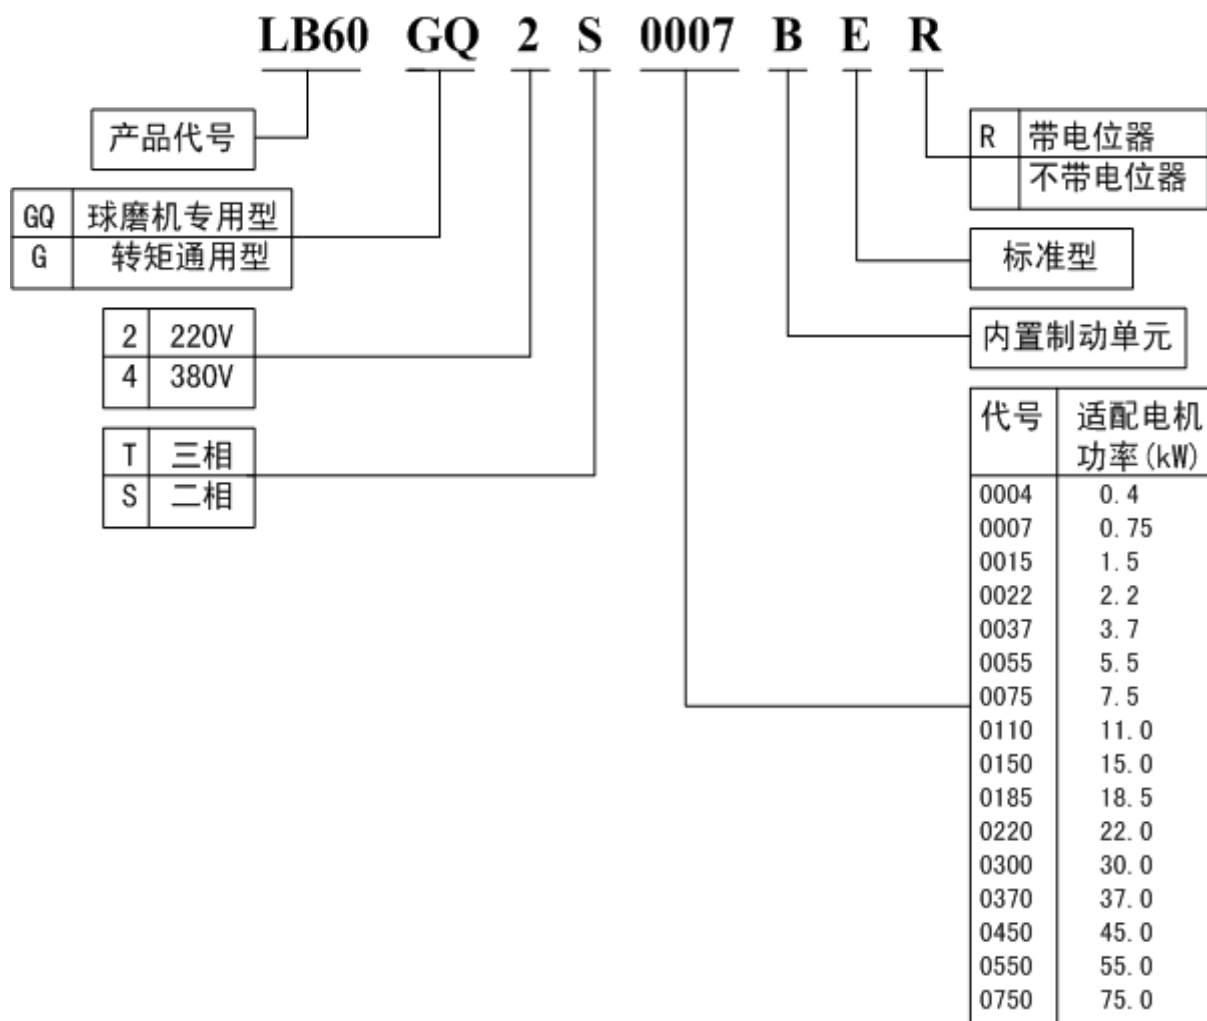 LB60 GQ 2 S 0007 B E R
产品代号
GQ 球磨机专用型
G 转矩通用型
2 220V
4 380V
T 三相
S 二相
R 带电位器
不带电位器
标准型
内置制动单元
代号 适配电机
功率(kW)
0004 0.4
0007 0.75
0015 1.5
0022 2.2
0037 3.7
0055 5.5
0075 7.5
0110 11.0
0150 15.0
0185 18.5
0220 22.0
0300 30.0
0370 37.0
0450 45.0
0550 55.0
0750 75.0